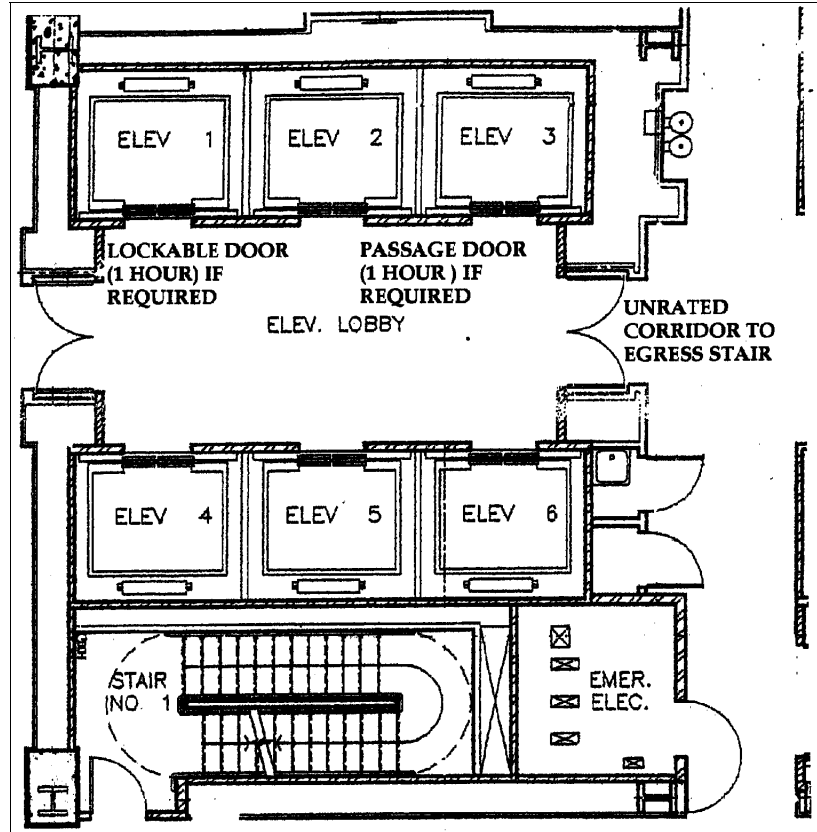 ELEV 1
ELEV 2
ELEV 3
LOCKABLE DOOR
(1 HOUR) IF
REQUIRED
PASSAGE DOOR
(1 HOUR ) IF
REQUIRED
ELEV. LOBBY
UNRATED
CORRIDOR TO
EGRESS STAIR
ELEV 4
ELEV 5
ELEV 6
STAIR
NO. 1
EMER.
ELEC.